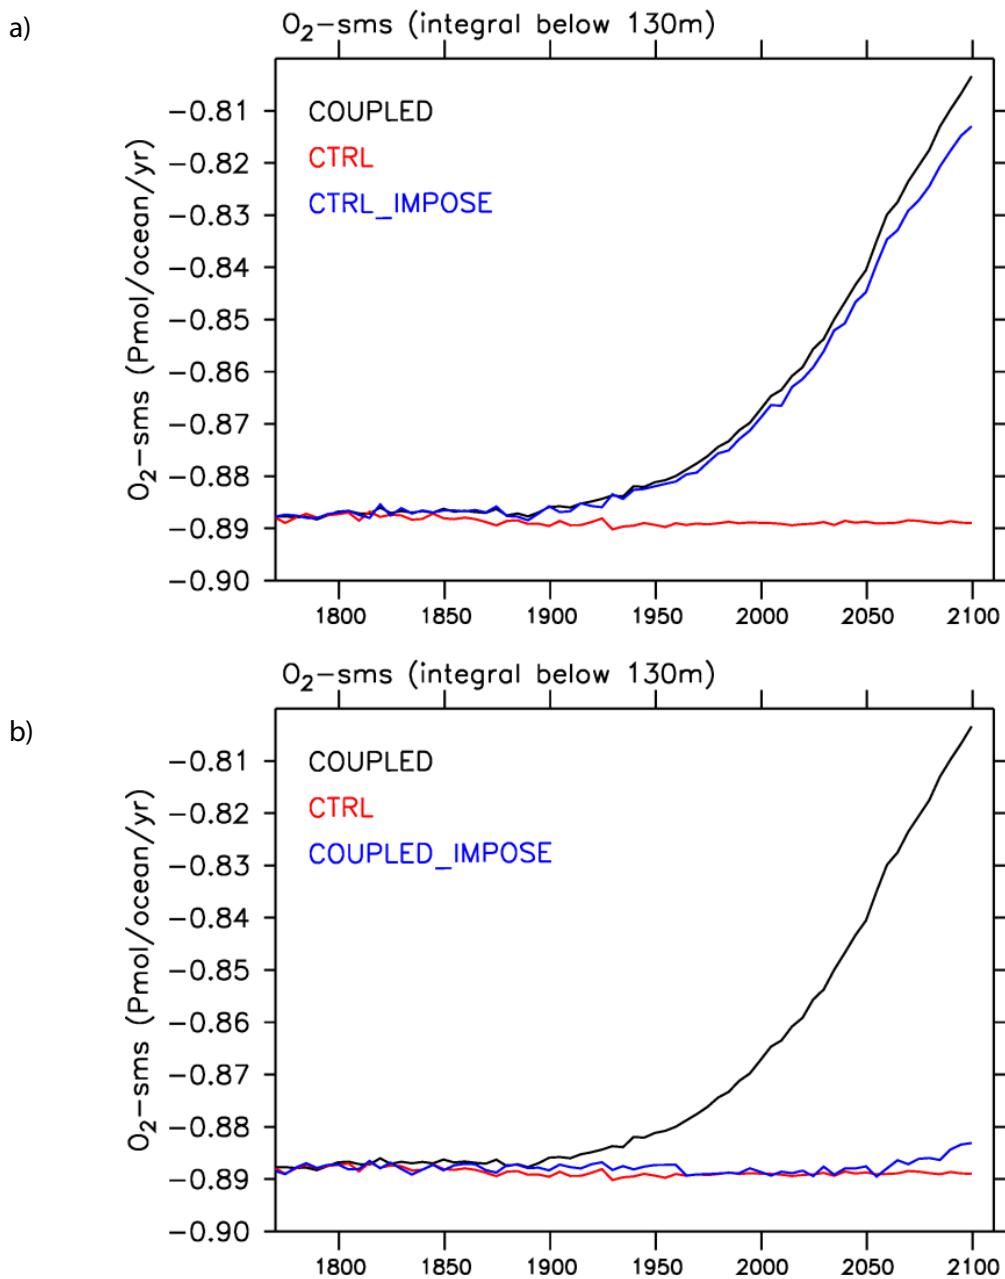 a)
O₂−sms (integral below 130m)
O₂−sms (Pmol/ocean/yr)
−0.81
−0.82
−0.83
−0.84
−0.85
−0.86
−0.87
−0.88
−0.89
−0.90
COUPLED
CTRL
CTRL_IMPOSE
1800 1850 1900 1950 2000 2050 2100
b)
O₂−sms (integral below 130m)
O₂−sms (Pmol/ocean/yr)
−0.81
−0.82
−0.83
−0.84
−0.85
−0.86
−0.87
−0.88
−0.89
−0.90
COUPLED
CTRL
COUPLED_IMPOSE
1800 1850 1900 1950 2000 2050 2100